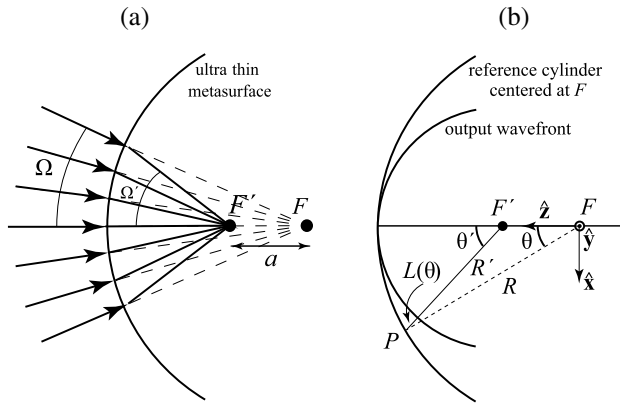 (a)
(b)
ultra thin
metasurface
Ω
Ω′
F′
F
a
reference cylinder
centered at F
output wavefront
F′
ẑ
F
θ′
θ
ŷ
R′
L(θ)
R
x̂
P